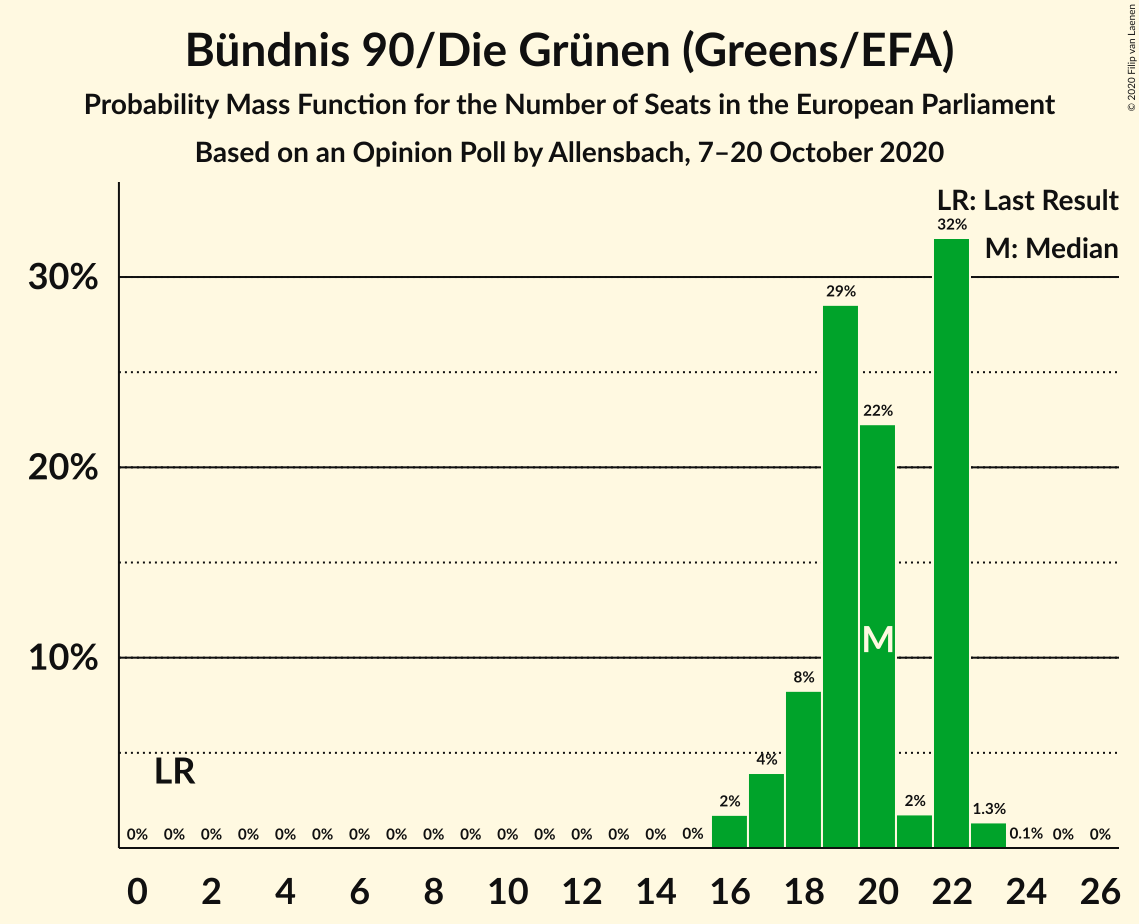 Bündnis 90/Die Grünen (Greens/EFA)
Probability Mass Function for the Number of Seats in the European Parliament
Based on an Opinion Poll by Allensbach, 7–20 October 2020
© 2020 Filip van Laenen
LR: Last Result
M: Median
30%
20%
10%
32%
29%
22%
M
8%
4%
LR
2%
2%
1.3%
0% 0% 0% 0% 0% 0% 0% 0% 0% 0% 0% 0% 0% 0% 0% 0% 0.1% 0% 0%
0 2 4 6 8 10 12 14 16 18 20 22 24 26